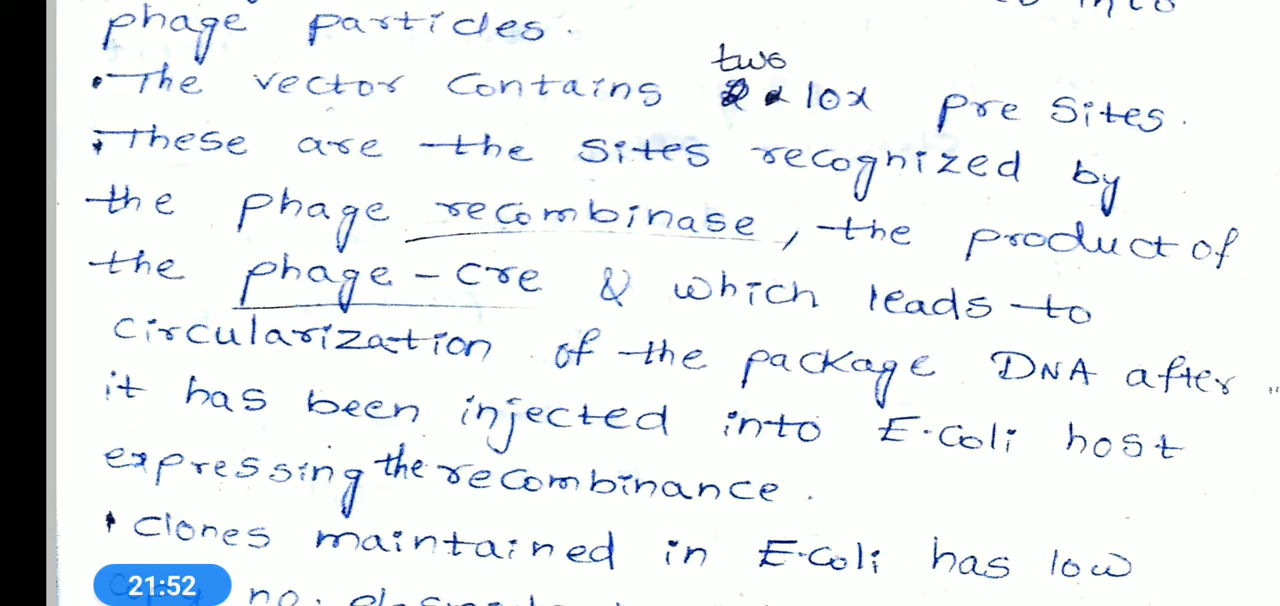 into
phage particles.
• The vector contains two lox pre sites.
• These are the sites recognized by
the phage recombinase, the product of
the phage - cre & which leads to
circularization of the package DNA after
it has been injected into E.coli host
expressing the recombinance.
• clones maintained in E.coli has low
21:52
no.